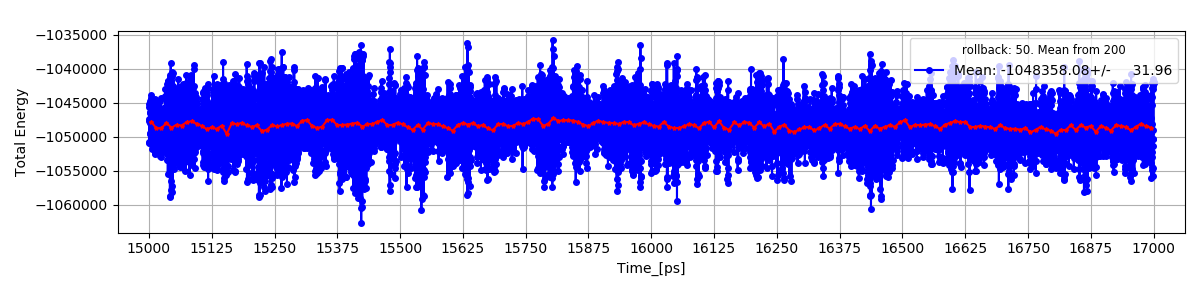 rollback: 50. Mean from 200
Mean: -1048358.08+/- 31.96
Total Energy
−1035000
−1040000
−1045000
−1050000
−1055000
−1060000
15000 15125 15250 15375 15500 15625 15750 15875 16000 16125 16250 16375 16500 16625 16750 16875 17000
Time_[ps]